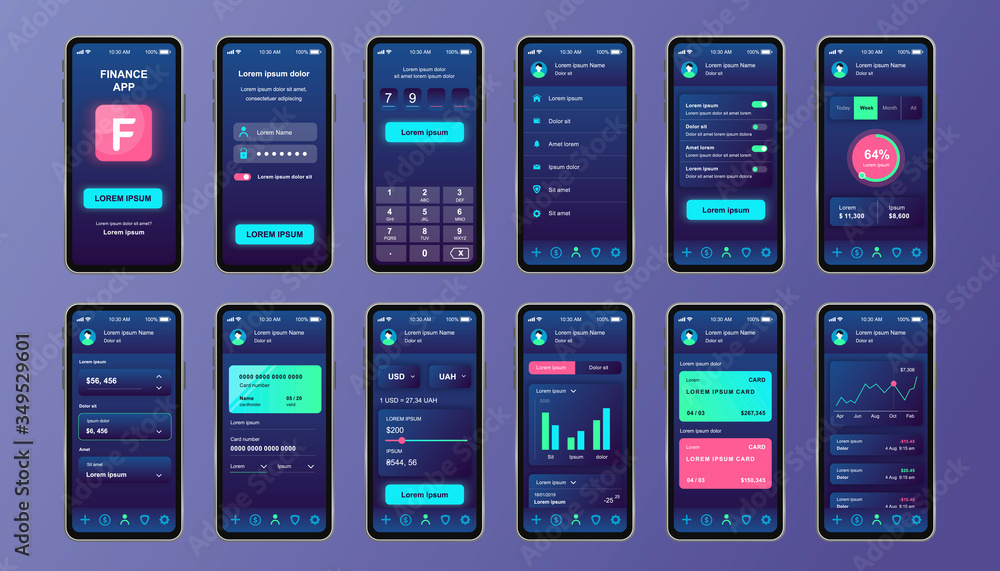 10:30 AM 100%
FINANCE
APP
F
LOREM IPSUM
Lorem ipsum dolor sit amet?
Lorem ipsum
10:30 AM 100%
Lorem ipsum dolor
Lorem ipsum dolor sit amet,
consectetuer adipiscing
Lorem Name
Lorem ipsum dolor sit
LOREM IPSUM
10:30 AM 100%
Lorem ipsum dolor
sit amet lorem ipsum dolor
7 9
Lorem ipsum
1 2 3
ABC DEF
4 5 6
GHI JKL MNO
7 8 9
PQRS TUV WXYZ
. 0 X
10:30 AM 100%
Lorem ipsum Name
Dolor sit
Lorem ipsum
Dolor sit
Amet lorem
Ipsum dolor
Sit amet
Sit amet
$
10:30 AM 100%
Lorem ipsum Name
Dolor sit
Lorem ipsum
Dolor sit amet lorem ipsum
Dolor sit
Lorem ipsum dolor sit amet
Amet lorem
Lorem ipsum dolor sit amet
Lorem ipsum
Dolor sit amet lorem ipsum
Lorem ipsum
$
10:30 AM 100%
Lorem ipsum Name
Dolor sit
Today Week Month All
64%
Lorem ipsum
Lorem Ipsum
$ 11,300 $8,600
$
10:30 AM 100%
Lorem ipsum Name
Dolor sit
Lorem ipsum
$56, 456
Dolor sit
Ipsum dolor
$6, 456
Amet
Sit amet
Lorem ipsum
$
10:30 AM 100%
Lorem ipsum Name
Dolor sit
0000 0000 0000 0000
Card number
Name 05 / 20
cardholder valid
Lorem ipsum
Card number
0000 0000 0000 0000
Lorem Ipsum
$
10:30 AM 100%
Lorem ipsum Name
Dolor sit
USD UAH
1 USD = 27,34 UAH
LOREM IPSUM
$200
IPSUM
₴544, 56
Lorem ipsum
$
10:30 AM 100%
Lorem ipsum Name
Dolor sit
Lorem ipsum Dolor sit
Lorem ipsum
2020
Sit ipsum dolor
Lorem ipsum
18/01/2019
Lorem ipsum
-25 25
$
10:30 AM 100%
Lorem ipsum Name
Dolor sit
Lorem ipsum dolor
CARD
LOREM IPSUM CARD
04 / 03 $267,345
Lorem ipsum dolor
CARD
LOREM IPSUM CARD
04 / 03 $150,345
$
10:30 AM 100%
Lorem ipsum Name
Dolor sit
$7,306
Apr Jun Aug Oct Feb
Lorem ipsum -$15.45
Dolor 4 Aug 9:15 am
Lorem ipsum $20.45
Dolor 4 Aug 9:15 am
Lorem ipsum -$15.45
Dolor 4 Aug 9:15 am
$
Adobe Stock | #349529601